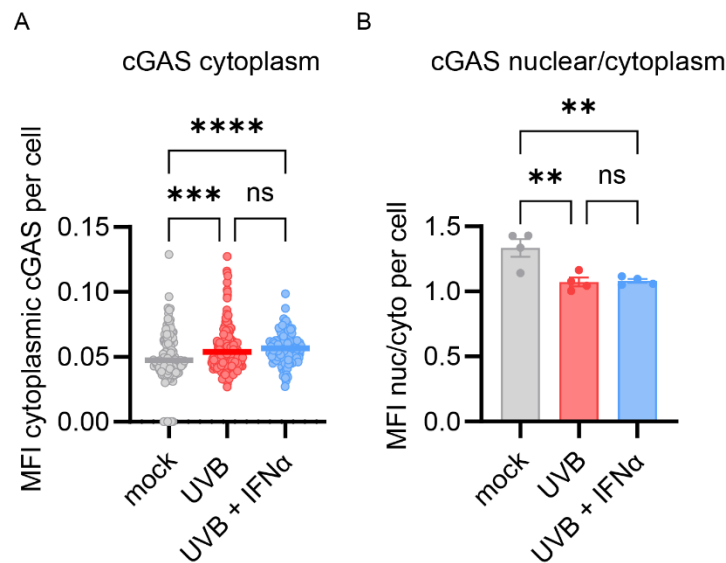 A
cGAS cytoplasm
****
***
ns
MFI cytoplasmic cGAS per cell
0.15
0.10
0.05
0.00
mock
UVB
UVB + IFNα
B
cGAS nuclear/cytoplasm
**
**
ns
MFI nuc/cyto per cell
1.5
1.0
0.5
0.0
mock
UVB
UVB + IFNα